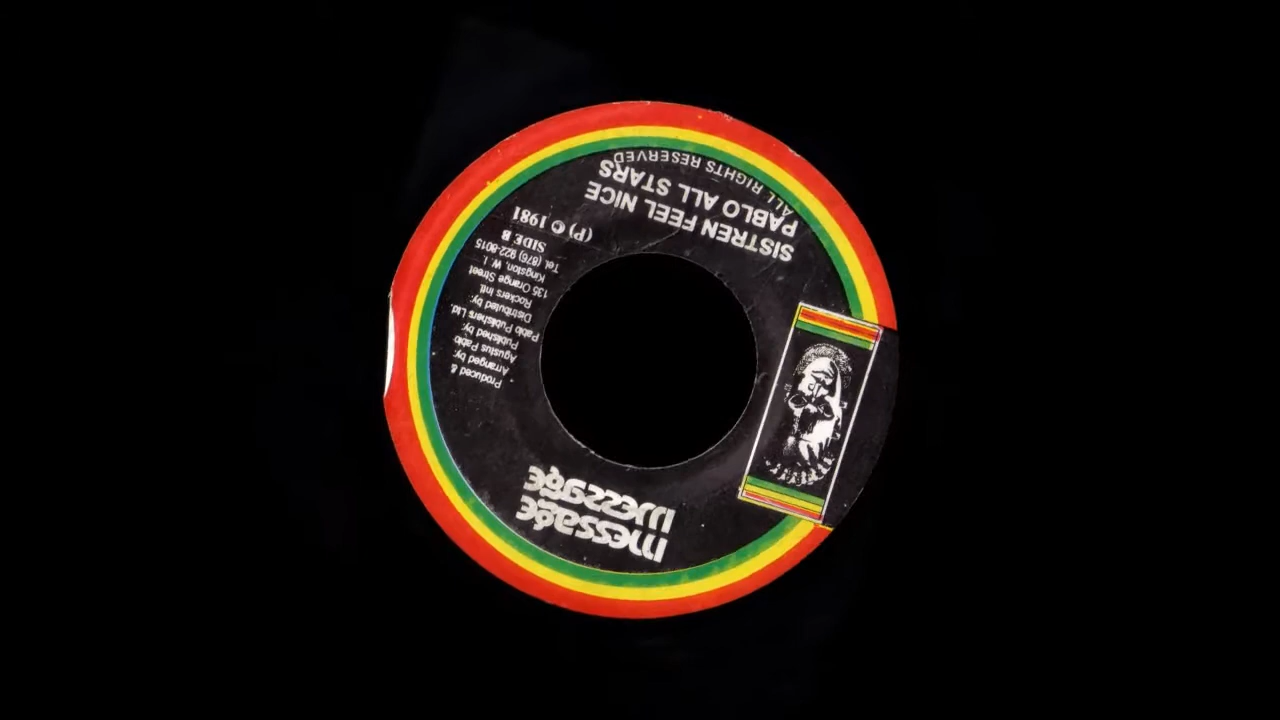 message
message
Produced &
Arranged by:
Agustus Pablo
Published by:
Pablo Publishers Ltd.
Distributed by:
Rockers Intl.
135 Orange Street
Kingston. W. I.
Tel. (876) 922-8015
SIDE B
(P) © 1981
SISTREN FEEL NICE
PABLO ALL STARS
ALL RIGHTS RESERVED